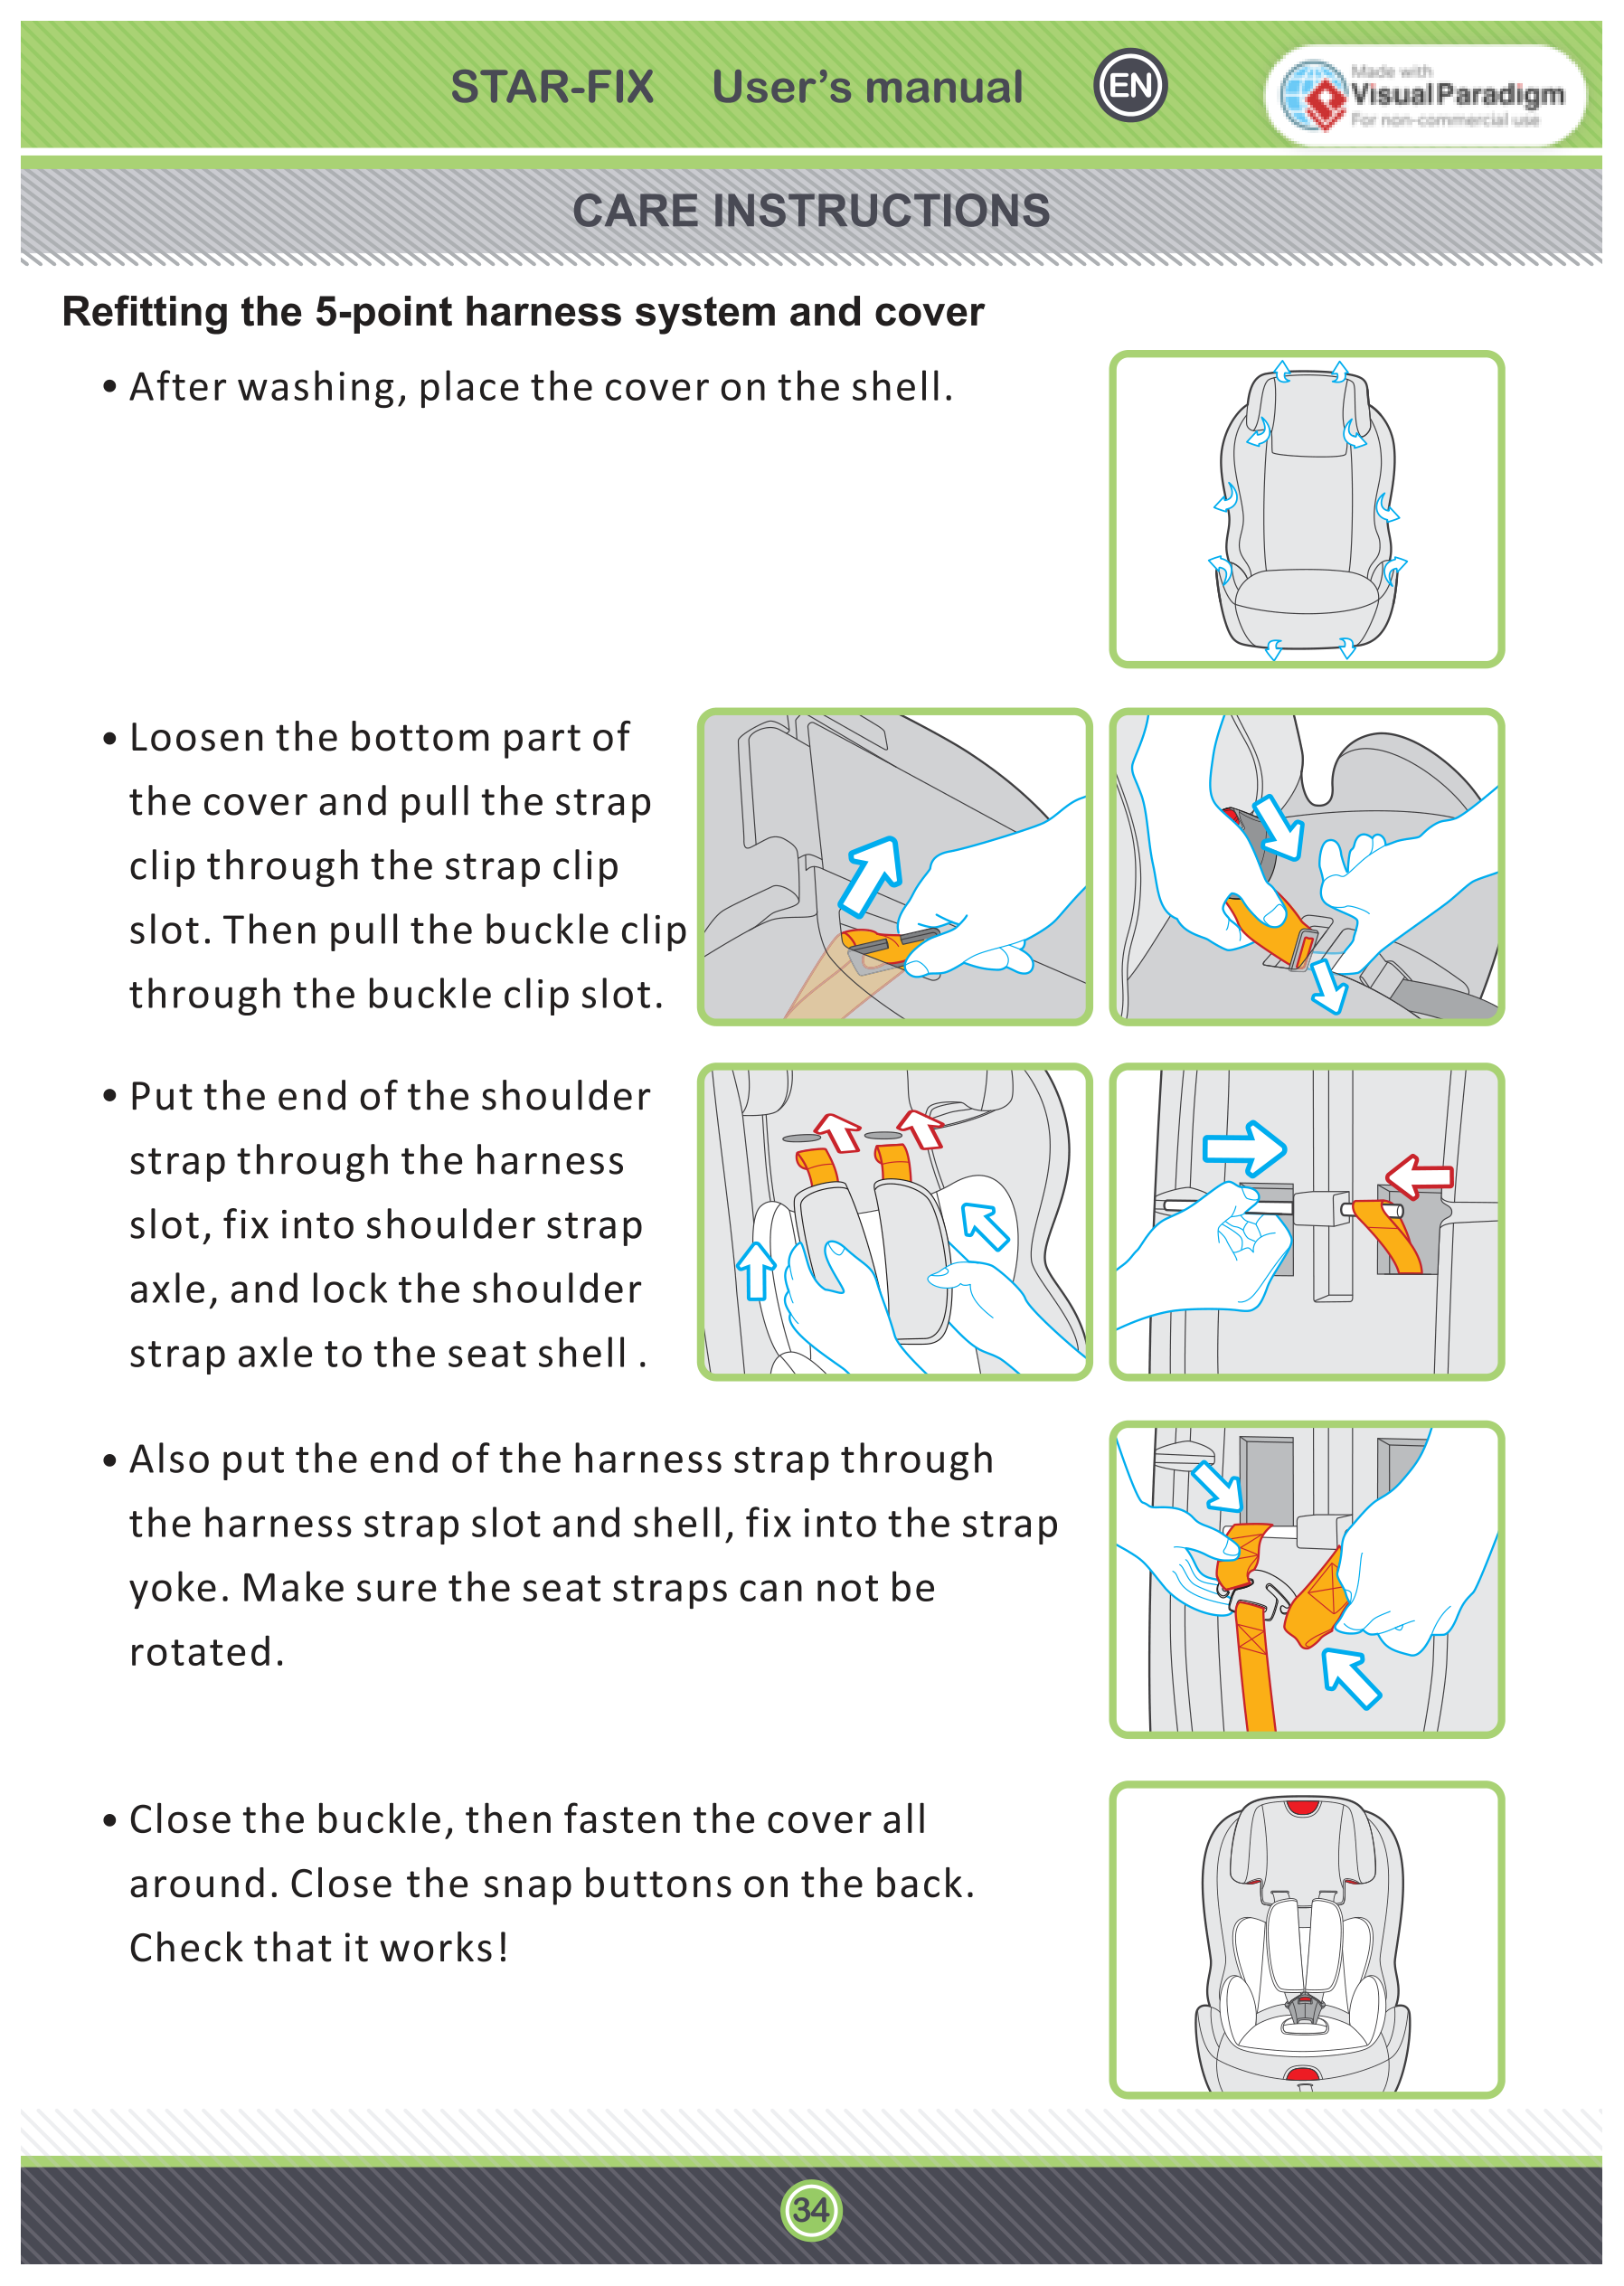 STAR-FIX User's manual EN
Made with
Visual Paradigm
For non-commercial use
CARE INSTRUCTIONS
Refitting the 5-point harness system and cover
• After washing, place the cover on the shell.
• Loosen the bottom part of
the cover and pull the strap
clip through the strap clip
slot. Then pull the buckle clip
through the buckle clip slot.
• Put the end of the shoulder
strap through the harness
slot, fix into shoulder strap
axle, and lock the shoulder
strap axle to the seat shell .
• Also put the end of the harness strap through
the harness strap slot and shell, fix into the strap
yoke. Make sure the seat straps can not be
rotated.
• Close the buckle, then fasten the cover all
around. Close the snap buttons on the back.
Check that it works!
34